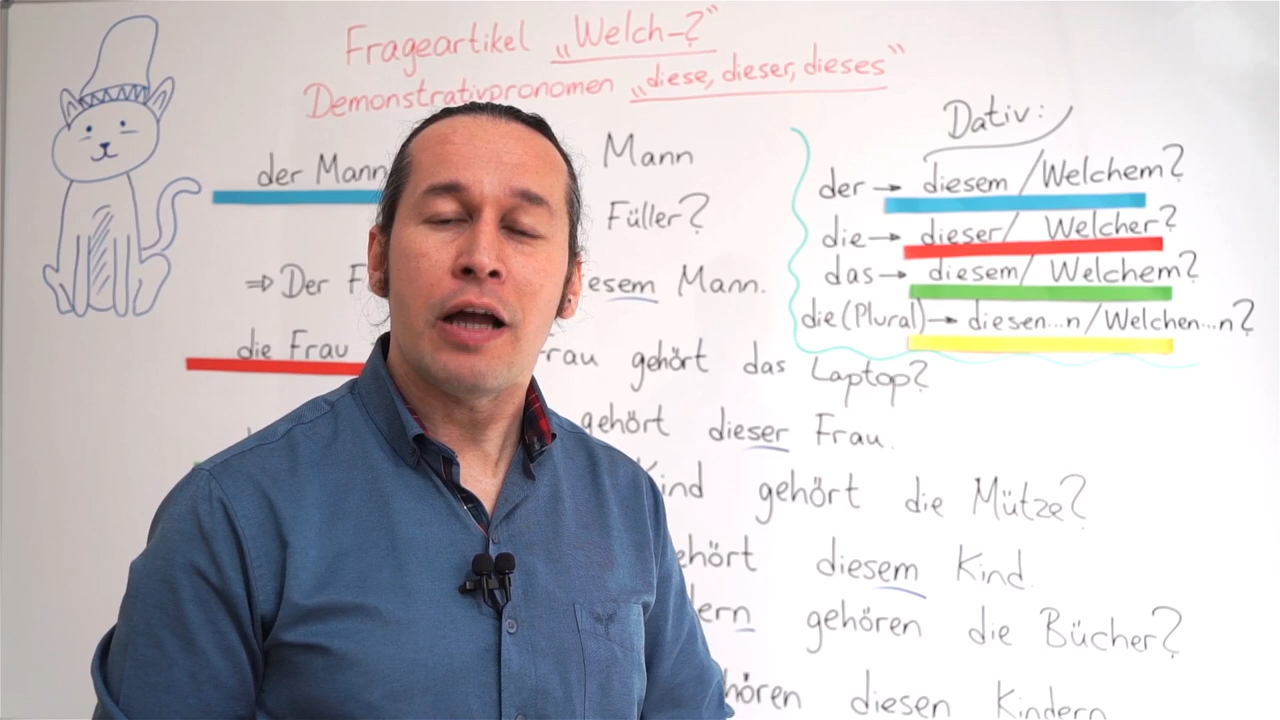 Frageartikel „Welch-?“
Demonstrativpronomen „diese, dieser, dieses“
der Mann Mann
Füller?
⇒ Der F esem Mann.
die Frau rau gehört das Laptop?
gehört dieser Frau.
ind gehört die Mütze?
ehört diesem Kind.
ern gehören die Bücher?
hören diesen Kindern
Dativ:
der → diesem / Welchem?
die → dieser / Welcher?
das → diesem / Welchem?
die (Plural) → diesen...n / Welchen...n?